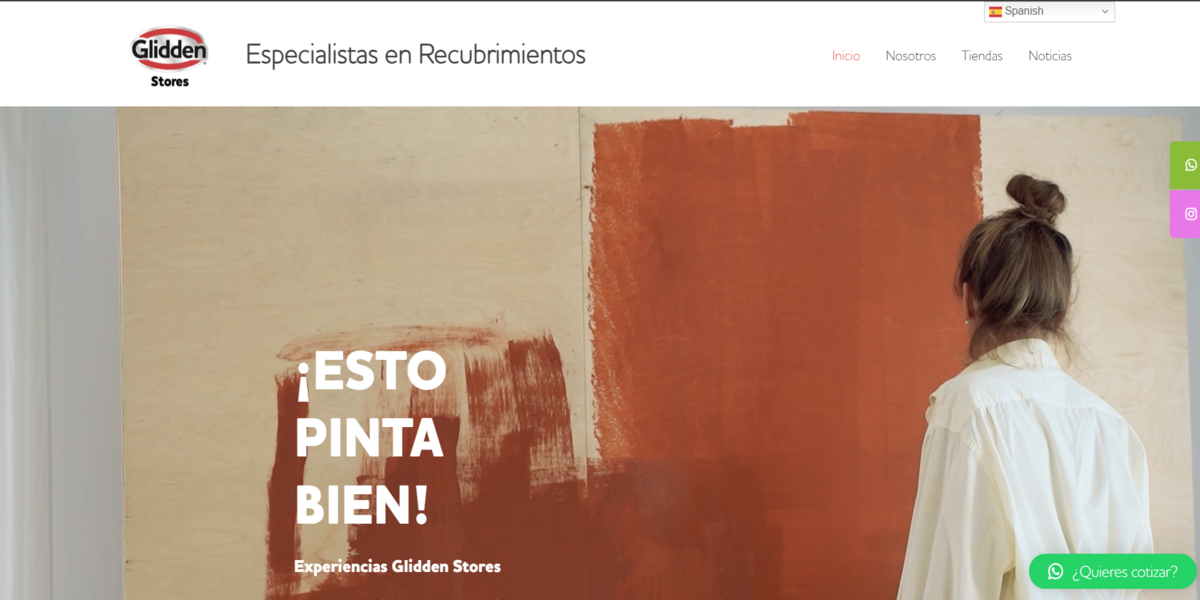 Spanish
Glidden
Stores
Especialistas en Recubrimientos
Inicio
Nosotros
Tiendas
Noticias
¡ESTO
PINTA
BIEN!
Experiencias Glidden Stores
¿Quieres cotizar?